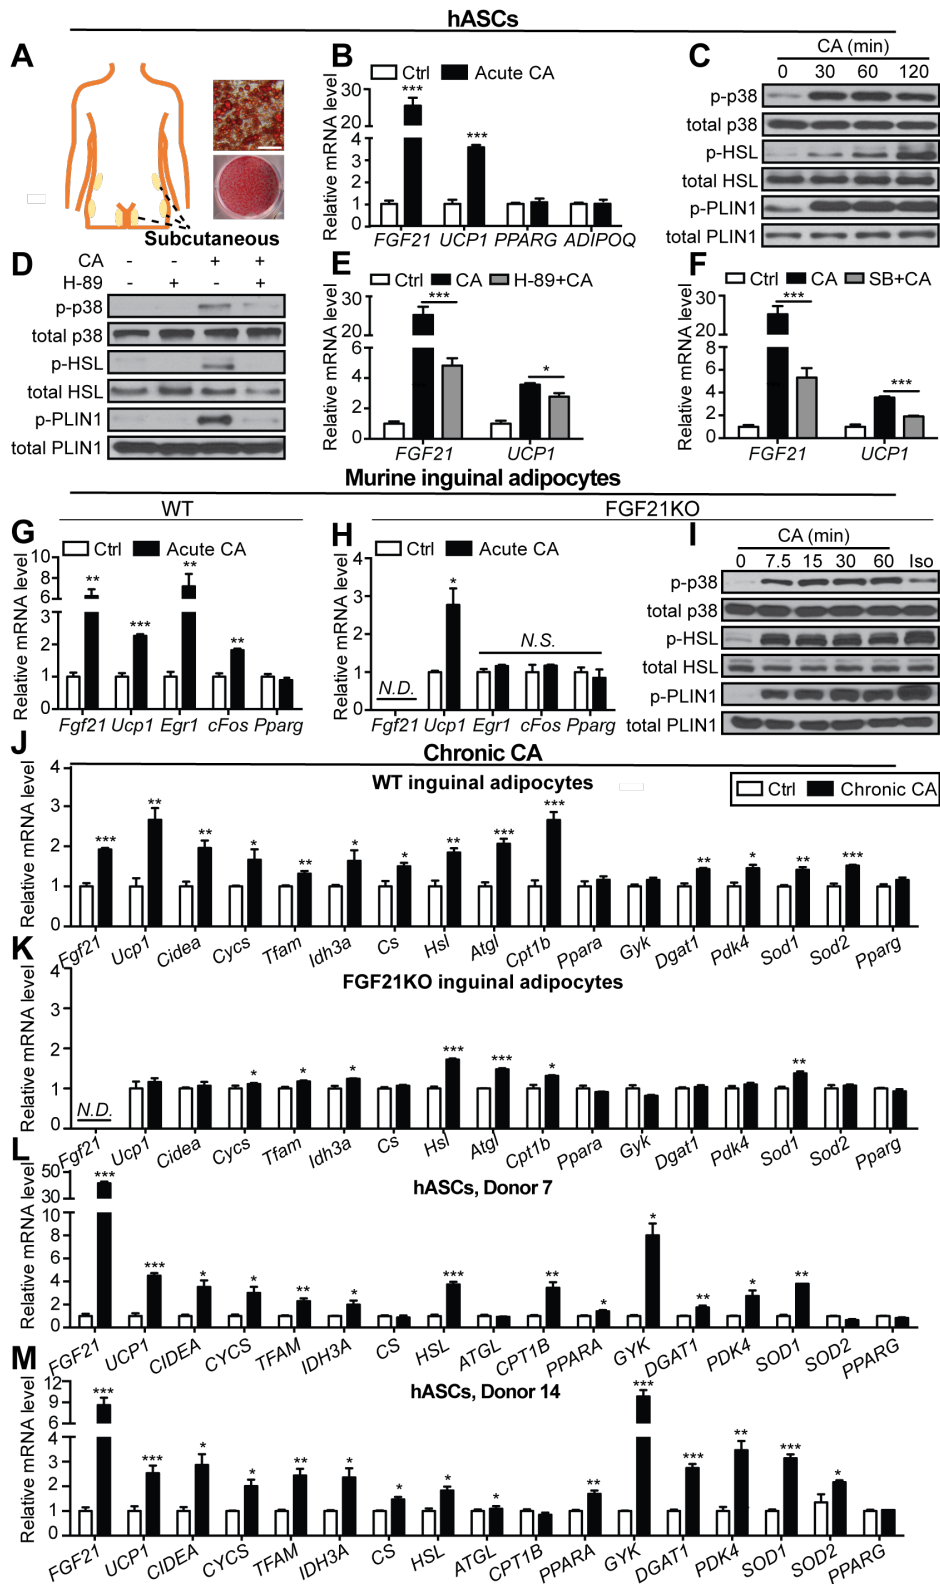 hASCs
A
Subcutaneous
B
Ctrl Acute CA
Relative mRNA level
30
20
4
3
2
1
0
*** ***
FGF21 UCP1 PPARG ADIPOQ
C
CA (min)
0 30 60 120
p-p38
total p38
p-HSL
total HSL
p-PLIN1
total PLIN1
D
CA - - + +
H-89 - + - +
p-p38
total p38
p-HSL
total HSL
p-PLIN1
total PLIN1
E
Ctrl CA H-89+CA
Relative mRNA level
30
20
6
4
2
0
*** *
FGF21 UCP1
F
Ctrl CA SB+CA
Relative mRNA level
30
20
8
6
4
2
0
*** ***
FGF21 UCP1
Murine inguinal adipocytes
WT
FGF21KO
G
Ctrl Acute CA
Relative mRNA level
10
8
6
2
1
0
** *** ** **
Fgf21 Ucp1 Egr1 cFos Pparg
H
Ctrl Acute CA
Relative mRNA level
4
3
2
1
0
N.D. * N.S.
Fgf21 Ucp1 Egr1 cFos Pparg
I
CA (min)
0 7.5 15 30 60 Iso
p-p38
total p38
p-HSL
total HSL
p-PLIN1
total PLIN1
J
Chronic CA
WT inguinal adipocytes
Ctrl Chronic CA
Relative mRNA level
4
3
2
1
0
*** ** ** * ** * * ** *** *** ** * ** ***
Fgf21 Ucp1 Cidea Cycs Tfam Idh3a Cs Hsl Atgl Cpt1b Ppara Gyk Dgat1 Pdk4 Sod1 Sod2 Pparg
K
FGF21KO inguinal adipocytes
Relative mRNA level
4
3
2
1
0
N.D. * * * *** *** * **
Fgf21 Ucp1 Cidea Cycs Tfam Idh3a Cs Hsl Atgl Cpt1b Ppara Gyk Dgat1 Pdk4 Sod1 Sod2 Pparg
L
hASCs, Donor 7
Relative mRNA level
50
30
10
8
6
4
2
0
*** *** * * ** * *** ** * * ** * **
FGF21 UCP1 CIDEA CYCS TFAM IDH3A CS HSL ATGL CPT1B PPARA GYK DGAT1 PDK4 SOD1 SOD2 PPARG
M
hASCs, Donor 14
Relative mRNA level
12
9
6
4
3
2
1
0
*** *** * * ** * * * * ** *** *** ** *** *
FGF21 UCP1 CIDEA CYCS TFAM IDH3A CS HSL ATGL CPT1B PPARA GYK DGAT1 PDK4 SOD1 SOD2 PPARG